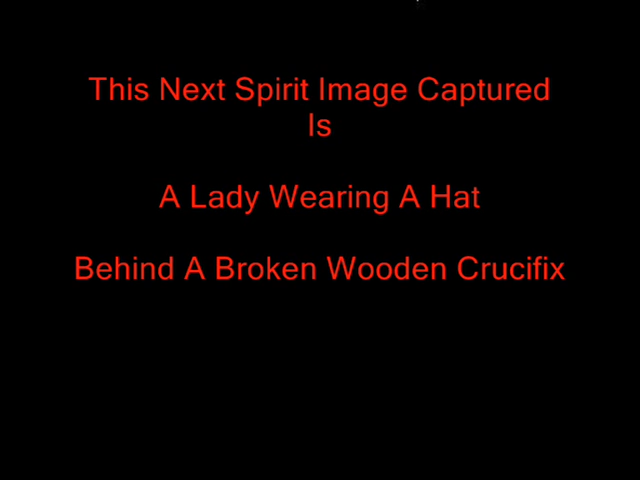 This Next Spirit Image Captured
Is
A Lady Wearing A Hat
Behind A Broken Wooden Crucifix